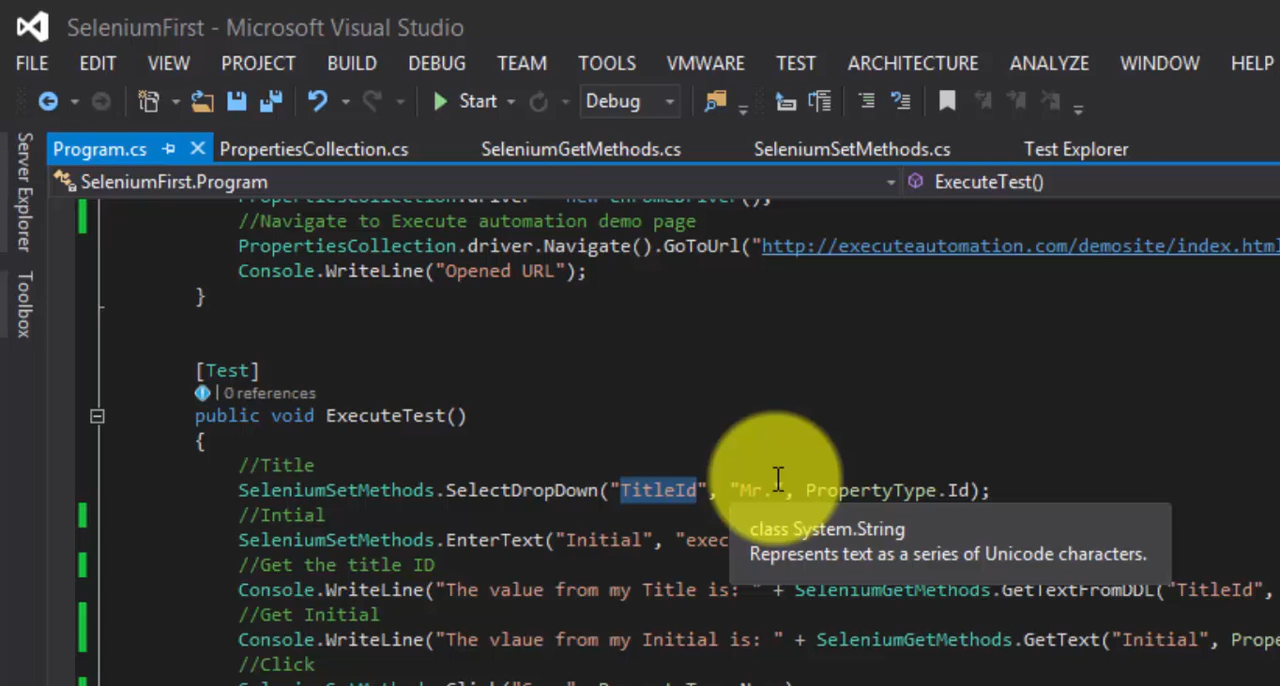 SeleniumFirst - Microsoft Visual Studio
FILE EDIT VIEW PROJECT BUILD DEBUG TEAM TOOLS VMWARE TEST ARCHITECTURE ANALYZE WINDOW HELP
Start Debug
Server Explorer
Toolbox
Program.cs PropertiesCollection.cs SeleniumGetMethods.cs SeleniumSetMethods.cs Test Explorer
SeleniumFirst.Program ExecuteTest()
PropertiesCollection.driver = new ChromeDriver();
//Navigate to Execute automation demo page
PropertiesCollection.driver.Navigate().GoToUrl("http://executeautomation.com/demosite/index.html
Console.WriteLine("Opened URL");
}
[Test]
0 references
public void ExecuteTest()
{
//Title
SeleniumSetMethods.SelectDropDown("TitleId", "Mr.", PropertyType.Id);
//Intial
SeleniumSetMethods.EnterText("Initial", "exec
class System.String
Represents text as a series of Unicode characters.
//Get the title ID
Console.WriteLine("The value from my Title is: " + SeleniumGetMethods.GetTextFromDDL("TitleId",
//Get Initial
Console.WriteLine("The vlaue from my Initial is: " + SeleniumGetMethods.GetText("Initial", Prope
//Click